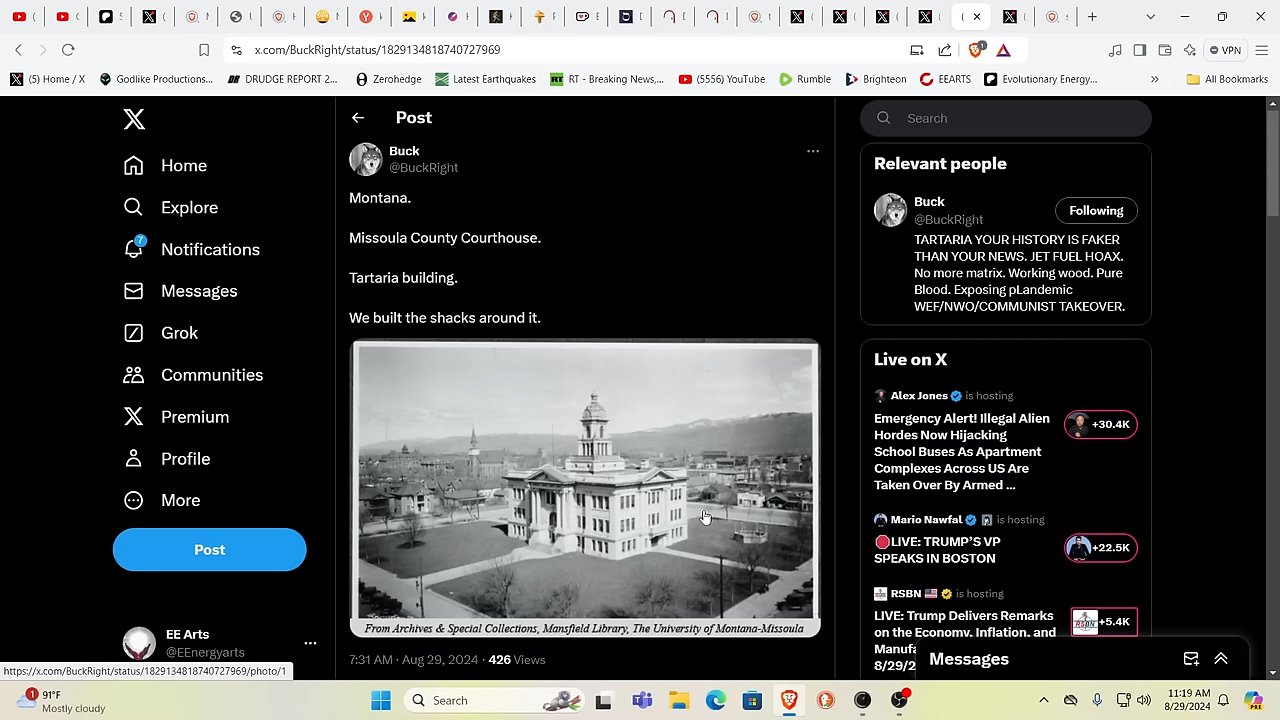 x.com/BuckRight/status/1829134818740727969
VPN
(5) Home / X
Godlike Productions...
DRUDGE REPORT 2...
Zerohedge
Latest Earthquakes
RT - Breaking News,...
(5556) YouTube
Rumble
Brighteon
EEARTS
Evolutionary Energy...
All Bookmarks
Home
Explore
Notifications
7
Messages
Grok
Communities
Premium
Profile
More
Post
EE Arts
@EEnergyarts
Post
Buck
@BuckRight
Montana.
Missoula County Courthouse.
Tartaria building.
We built the shacks around it.
From Archives & Special Collections, Mansfield Library, The University of Montana-Missoula
7:31 AM · Aug 29, 2024 · 426 Views
Search
Relevant people
Buck
@BuckRight
Following
TARTARIA YOUR HISTORY IS FAKER
THAN YOUR NEWS. JET FUEL HOAX.
No more matrix. Working wood. Pure
Blood. Exposing pLandemic
WEF/NWO/COMMUNIST TAKEOVER.
Live on X
Alex Jones is hosting
Emergency Alert! Illegal Alien
Hordes Now Hijacking
School Buses As Apartment
Complexes Across US Are
Taken Over By Armed ...
+30.4K
Mario Nawfal is hosting
LIVE: TRUMP'S VP
SPEAKS IN BOSTON
+22.5K
RSBN is hosting
LIVE: Trump Delivers Remarks
on the Economy, Inflation, and
Manufa
8/29/2
+5.4K
Messages
https://x.com/BuckRight/status/1829134818740727969/photo/1
1
91°F
Mostly cloudy
Search
11:19 AM
8/29/2024